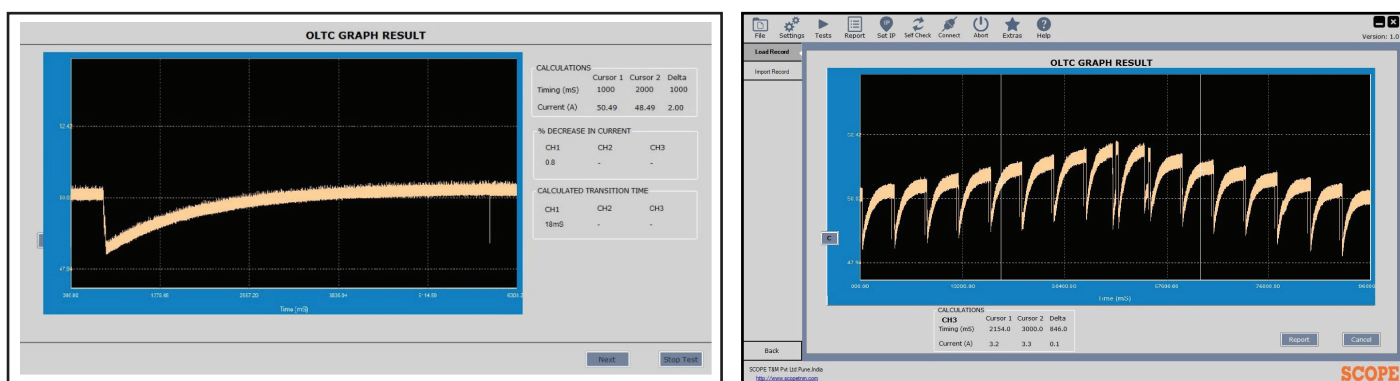 OLTC GRAPH RESULT
CALCULATIONS
Cursor 1 Cursor 2 Delta
Timing (mS) 1000 2000 1000
Current (A) 50.49 48.49 2.00
% DECREASE IN CURRENT
CH1 CH2 CH3
0.8 - -
CALCULATED TRANSITION TIME
CH1 CH2 CH3
18mS - -
Time (mS)
Next Stop Test
File Settings Tests Report Set IP Self Check Connect Abort Extras Help
Version: 1.0
Load Record
Import Record
OLTC GRAPH RESULT
C
Time (mS)
CALCULATIONS
CH3 Cursor 1 Cursor 2 Delta
Timing (mS) 2154.0 3000.0 846.0
Current (A) 3.2 3.3 0.1
Report Cancel
Back
SCOPE T&M Pvt Ltd.Pune.India
http://www.scopetnm.com
SCOPE